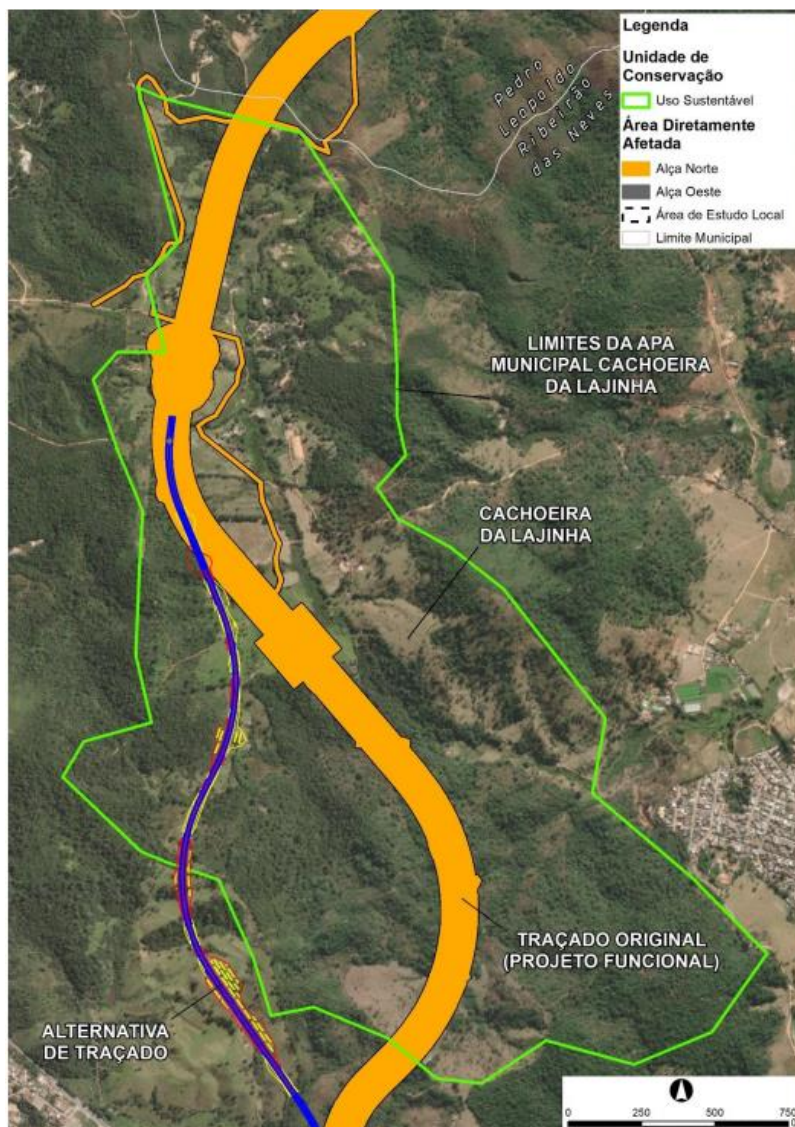 Legenda
Unidade de
Conservação
Uso Sustentável
Área Diretamente
Afetada
Alça Norte
Alça Oeste
Área de Estudo Local
Limite Municipal
Pedro
Leopoldo
Ribeirão
das Neves
LIMITES DA APA
MUNICIPAL CACHOEIRA
DA LAJINHA
CACHOEIRA
DA LAJINHA
TRAÇADO ORIGINAL
(PROJETO FUNCIONAL)
ALTERNATIVA
DE TRAÇADO
0 250 500 750